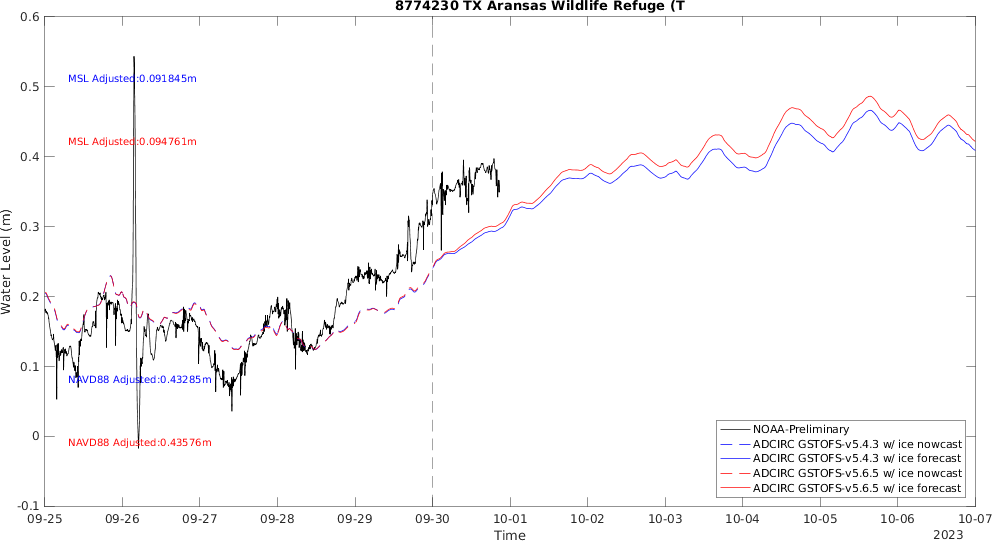 8774230 TX Aransas Wildlife Refuge (T
Water Level (m)
0.6
0.5
0.4
0.3
0.2
0.1
0
-0.1
MSL Adjusted:0.091845m
MSL Adjusted:0.094761m
NAVD88 Adjusted:0.43285m
NAVD88 Adjusted:0.43576m
NOAA-Preliminary
ADCIRC GSTOFS-v5.4.3 w/ ice nowcast
ADCIRC GSTOFS-v5.4.3 w/ ice forecast
ADCIRC GSTOFS-v5.6.5 w/ ice nowcast
ADCIRC GSTOFS-v5.6.5 w/ ice forecast
09-25 09-26 09-27 09-28 09-29 09-30 10-01 10-02 10-03 10-04 10-05 10-06 10-07
Time
2023